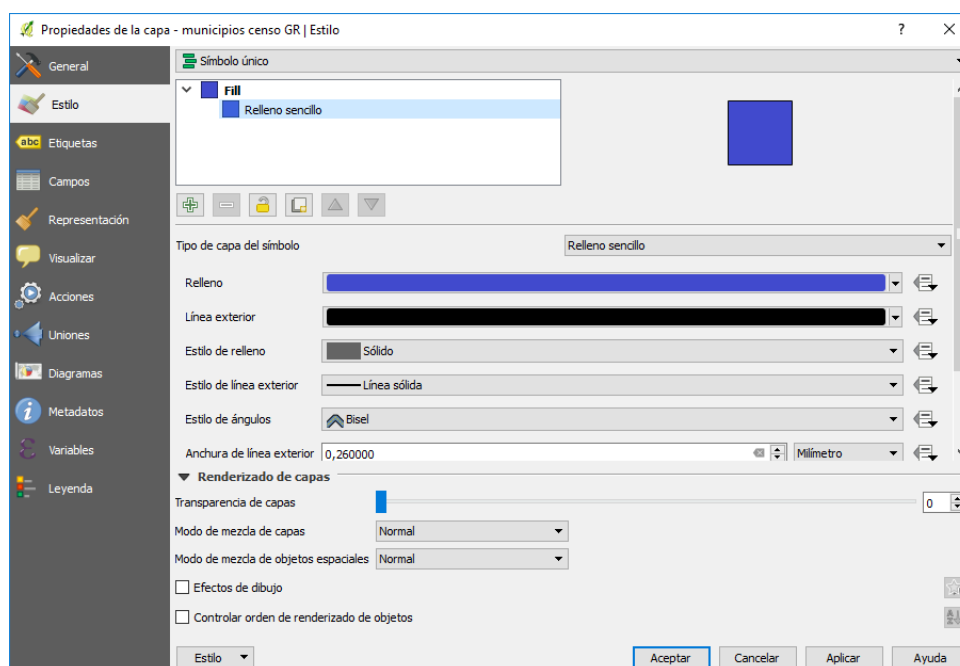 Propiedades de la capa - municipios censo GR | Estilo
?
General
Estilo
abc Etiquetas
Campos
Representación
Visualizar
Acciones
Uniones
Diagramas
Metadatos
Variables
Leyenda
Símbolo único
Fill
Relleno sencillo
Tipo de capa del símbolo Relleno sencillo
Relleno
Línea exterior
Estilo de relleno Sólido
Estilo de línea exterior Línea sólida
Estilo de ángulos Bisel
Anchura de línea exterior 0,260000 Milímetro
Renderizado de capas
Transparencia de capas 0
Modo de mezcla de capas Normal
Modo de mezcla de objetos espaciales Normal
Efectos de dibujo
Controlar orden de renderizado de objetos
Estilo Aceptar Cancelar Aplicar Ayuda